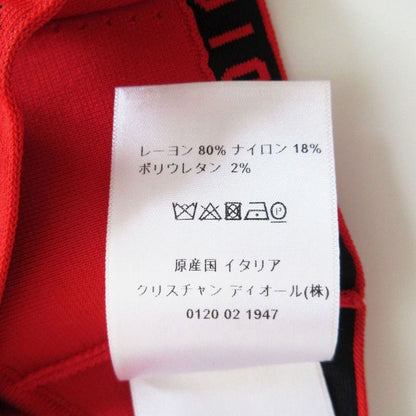 DIO
レーヨン 80% ナイロン 18%
ポリウレタン 2%
P
原産国 イタリア
クリスチャン ディオール(株)
0120 02 1947